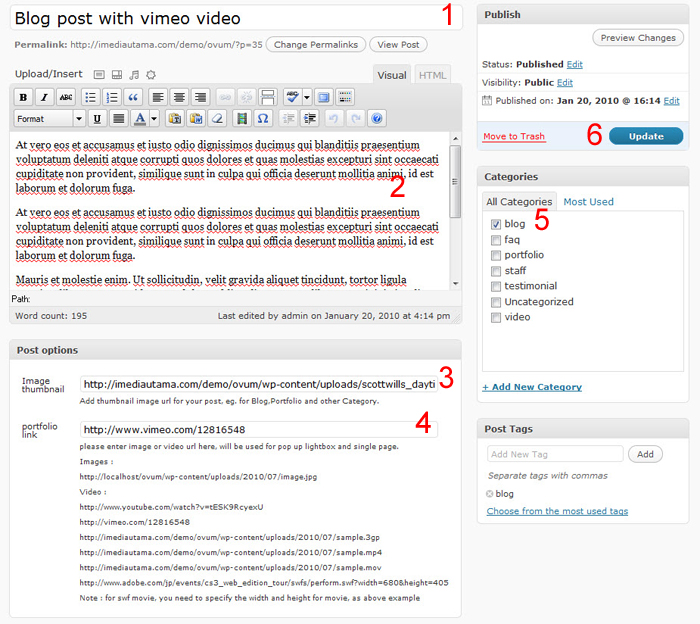 Blog post with vimeo video 1
Permalink: http://imediautama.com/demo/ovum/?p=35 Change Permalinks View Post
Upload/Insert
Visual HTML
B I ABC ABC
Format U A Ω
At vero eos et accusamus et iusto odio dignissimos ducimus qui blanditiis praesentium
voluptatum deleniti atque corrupti quos dolores et quas molestias excepturi sint occaecati
cupiditate non provident, similique sunt in culpa qui officia deserunt mollitia animi, id est
laborum et dolorum fuga.
2
At vero eos et accusamus et iusto odio dignissimos ducimus qui blanditiis praesentium
voluptatum deleniti atque corrupti quos dolores et quas molestias excepturi sint occaecati
cupiditate non provident, similique sunt in culpa qui officia deserunt mollitia animi, id est
laborum et dolorum fuga.
Mauris et molestie enim. Ut sollicitudin, velit gravida aliquet tincidunt, tortor ligula
Path:
Word count: 195 Last edited by admin on January 20, 2010 at 4:14 pm
Post options
Image
thumbnail
http://imediautama.com/demo/ovum/wp-content/uploads/scottwills_dayti 3
Add thumbnail image url for your post, eg. for Blog,Portfolio and other Category.
portfolio
link
http://www.vimeo.com/12816548 4
please enter image or video url here, will be used for pop up lightbox and single page.
Images :
http://localhost/ovum/wp-content/uploads/2010/07/image.jpg
Video :
http://www.youtube.com/watch?v=tESK9RcyexU
http://vimeo.com/12816548
http://imediautama.com/demo/ovum/wp-content/uploads/2010/07/sample.3gp
http://imediautama.com/demo/ovum/wp-content/uploads/2010/07/sample.mp4
http://imediautama.com/demo/ovum/wp-content/uploads/2010/07/sample.mov
http://www.adobe.com/jp/events/cs3_web_edition_tour/swfs/perform.swf?width=680&height=405
Note : for swf movie, you need to specify the width and height for movie, as above example
Publish
Preview Changes
Status: Published Edit
Visibility: Public Edit
Published on: Jan 20, 2010 @ 16:14 Edit
Move to Trash 6 Update
Categories
All Categories Most Used
blog 5
faq
portfolio
staff
testimonial
Uncategorized
video
+ Add New Category
Post Tags
Add New Tag Add
Separate tags with commas
blog
Choose from the most used tags